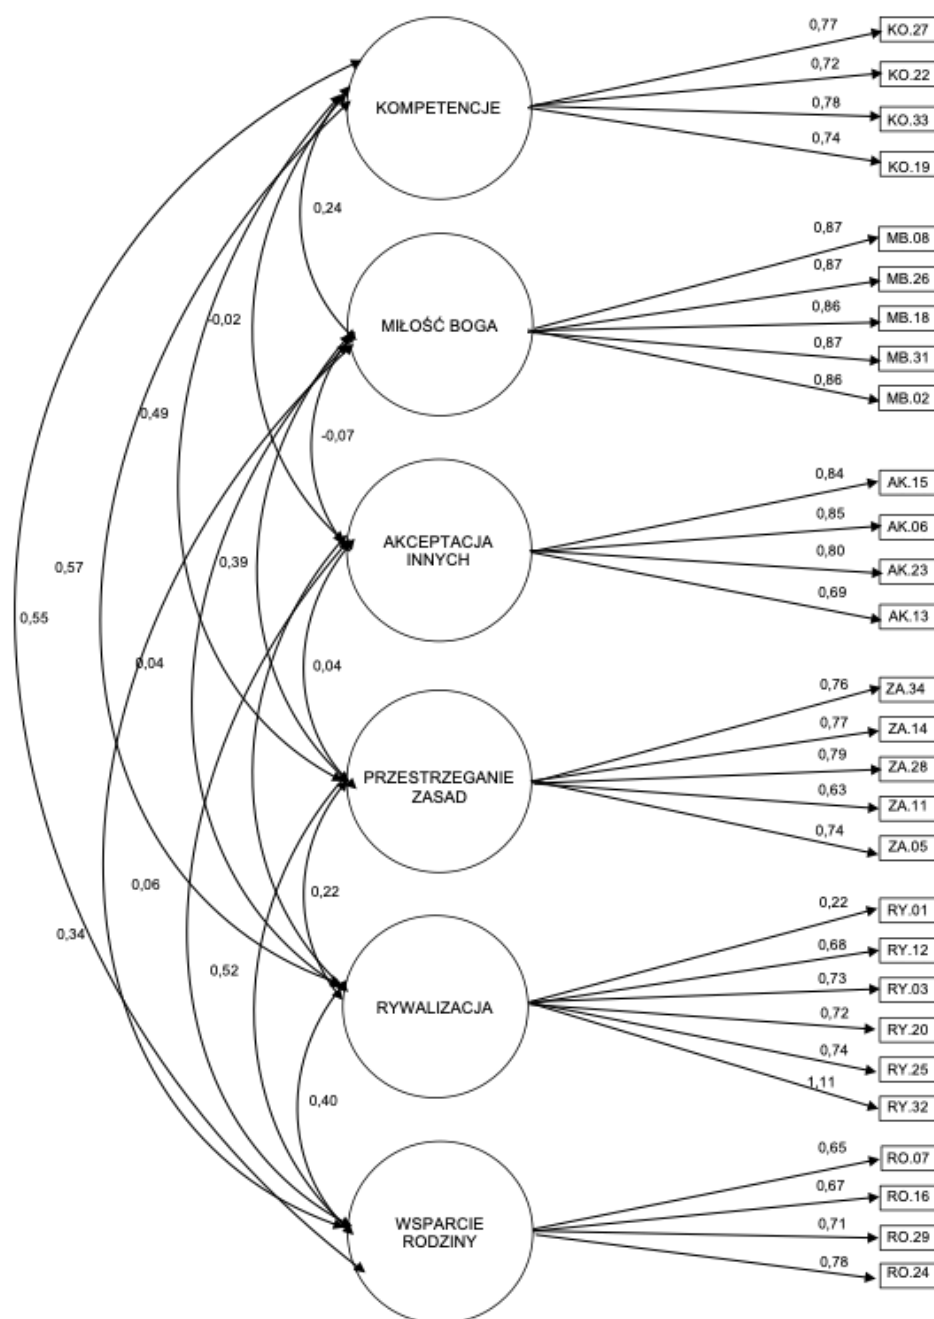 0,77
KO.27
0,72
KO.22
KOMPETENCJE
0,78
KO.33
0,74
KO.19
0,24
0,87
MB.08
0,87
MB.26
-0,02
0,86
MB.18
MIŁOŚĆ BOGA
0,87
MB.31
0,86
MB.02
0,49
-0,07
0,84
AK.15
0,85
AK.06
AKCEPTACJA
INNYCH
0,80
AK.23
0,57
0,39
0,69
AK.13
0,55
0,04
0,04
0,76
ZA.34
0,77
ZA.14
0,79
ZA.28
PRZESTRZEGANIE
ZASAD
0,63
ZA.11
0,74
ZA.05
0,06
0,22
0,22
RY.01
0,34
0,68
RY.12
0,52
0,73
RY.03
RYWALIZACJA
0,72
RY.20
0,74
RY.25
1,11
RY.32
0,40
0,65
RO.07
0,67
RO.16
WSPARCIE
RODZINY
0,71
RO.29
0,78
RO.24